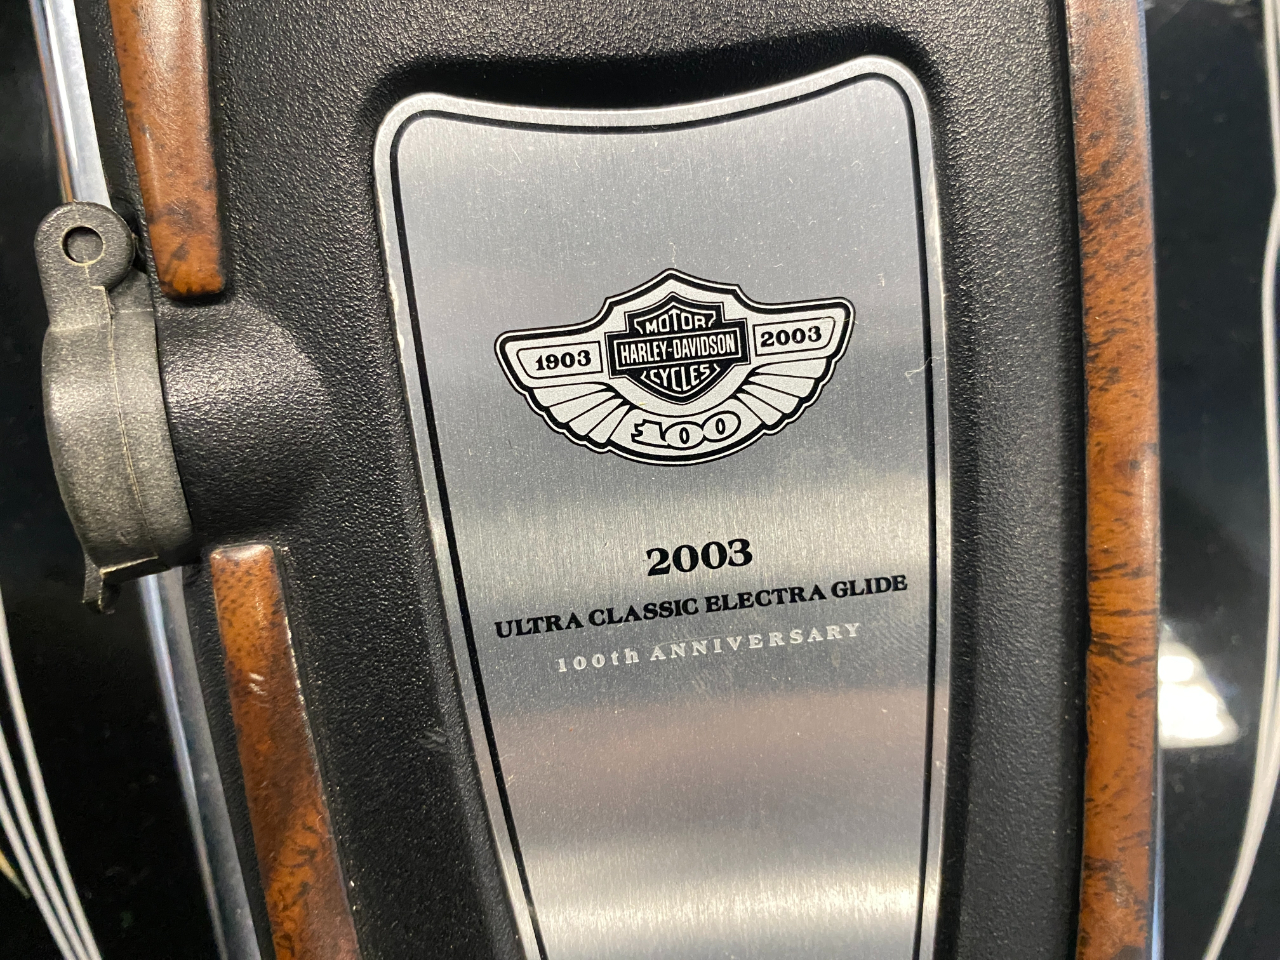 MOTOR
1903 HARLEY-DAVIDSON 2003
CYCLES
100
2003
ULTRA CLASSIC ELECTRA GLIDE
100th ANNIVERSARY